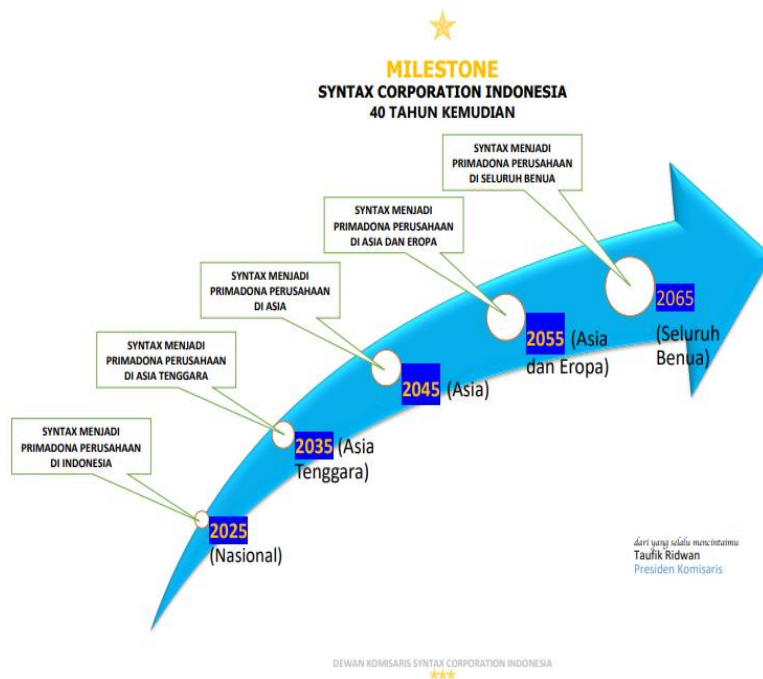 MILESTONE
SYNTAX CORPORATION INDONESIA
40 TAHUN KEMUDIAN
SYNTAX MENJADI
PRIMADONA PERUSAHAAN
DI SELURUH BENUA
SYNTAX MENJADI
PRIMADONA PERUSAHAAN
DI ASIA DAN EROPA
SYNTAX MENJADI
PRIMADONA PERUSAHAAN
DI ASIA
SYNTAX MENJADI
PRIMADONA PERUSAHAAN
DI ASIA TENGGARA
SYNTAX MENJADI
PRIMADONA PERUSAHAAN
DI INDONESIA
2065
(Seluruh
Benua)
2055 (Asia
dan Eropa)
2045 (Asia)
2035 (Asia
Tenggara)
2025
(Nasional)
dari yang selalu mencintaimu
Taufik Ridwan
Presiden Komisaris
DEWAN KOMISARIS SYNTAX CORPORATION INDONESIA